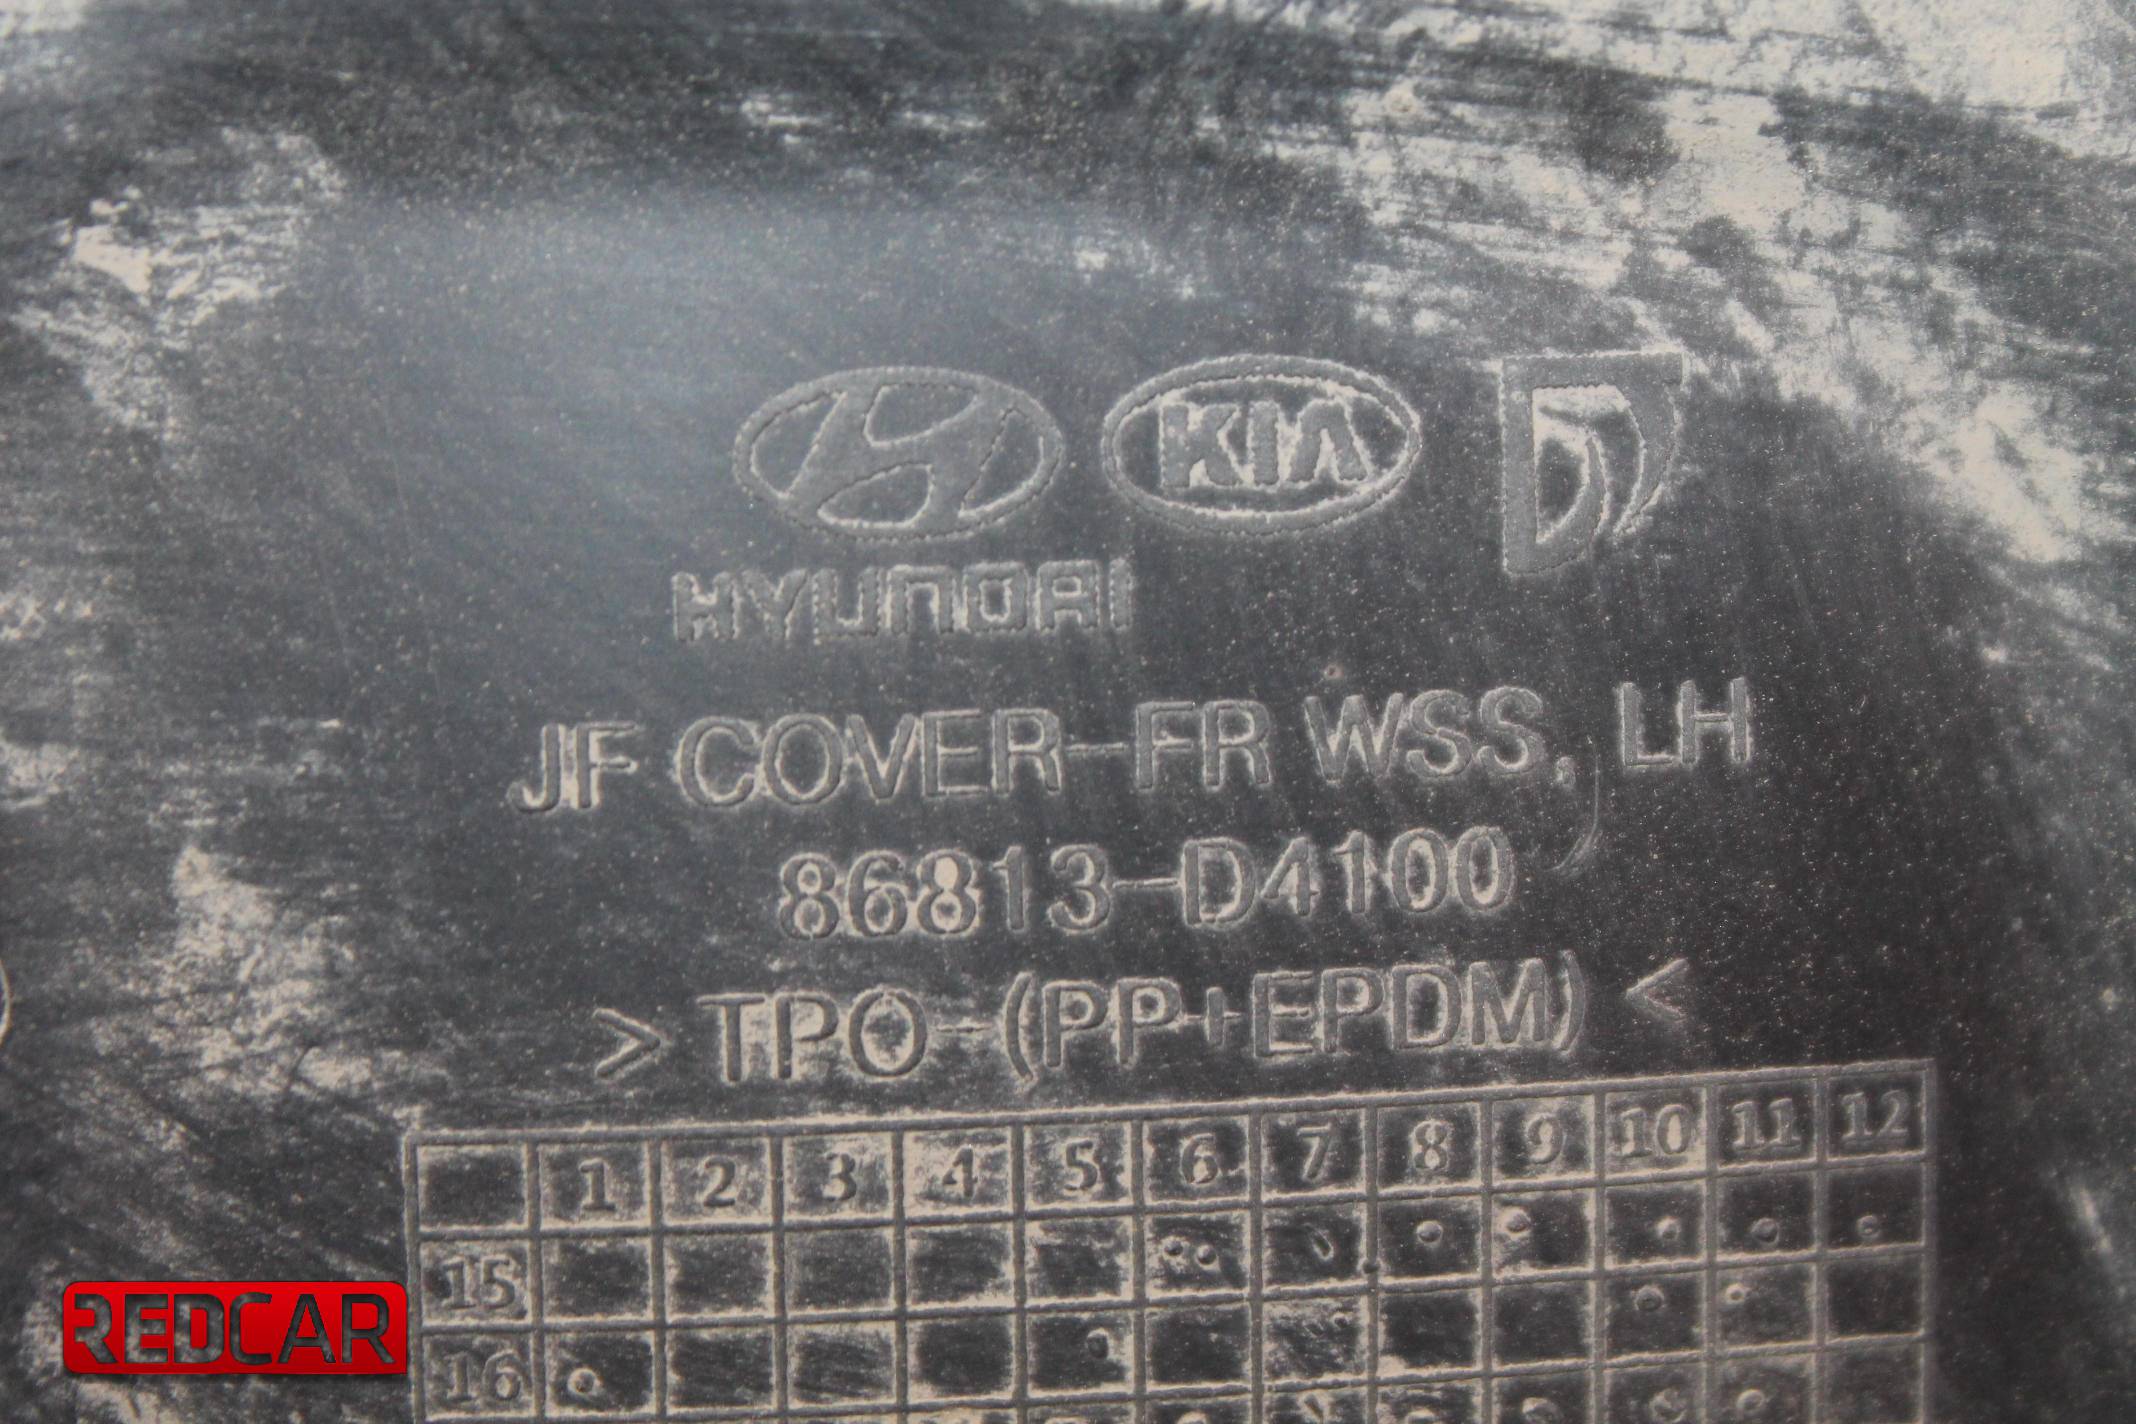 KIA
HYUNDAI
JF COVER-FR WSS, LH
86813-D4100
> TPO-(PP+EPDM) <
1 2 3 4 5 6 7 8 9 10 11 12
15
16
REDCAR